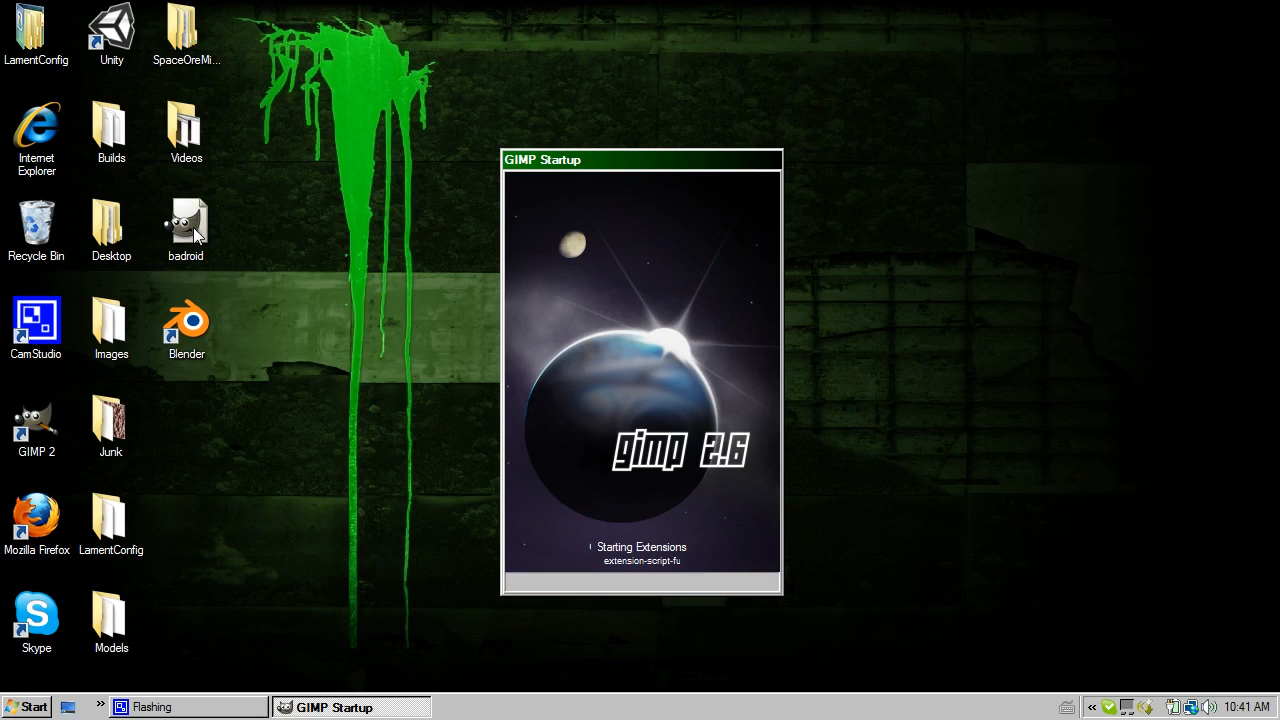 LamentConfig
Unity
SpaceOreMi...
Internet
Explorer
Builds
Videos
Recycle Bin
Desktop
badroid
CamStudio
Images
Blender
GIMP 2
Junk
Mozilla Firefox
LamentConfig
Skype
Models
GIMP Startup
gimp 2.6
Starting Extensions
extension-script-fu
Start
Flashing
GIMP Startup
10:41 AM